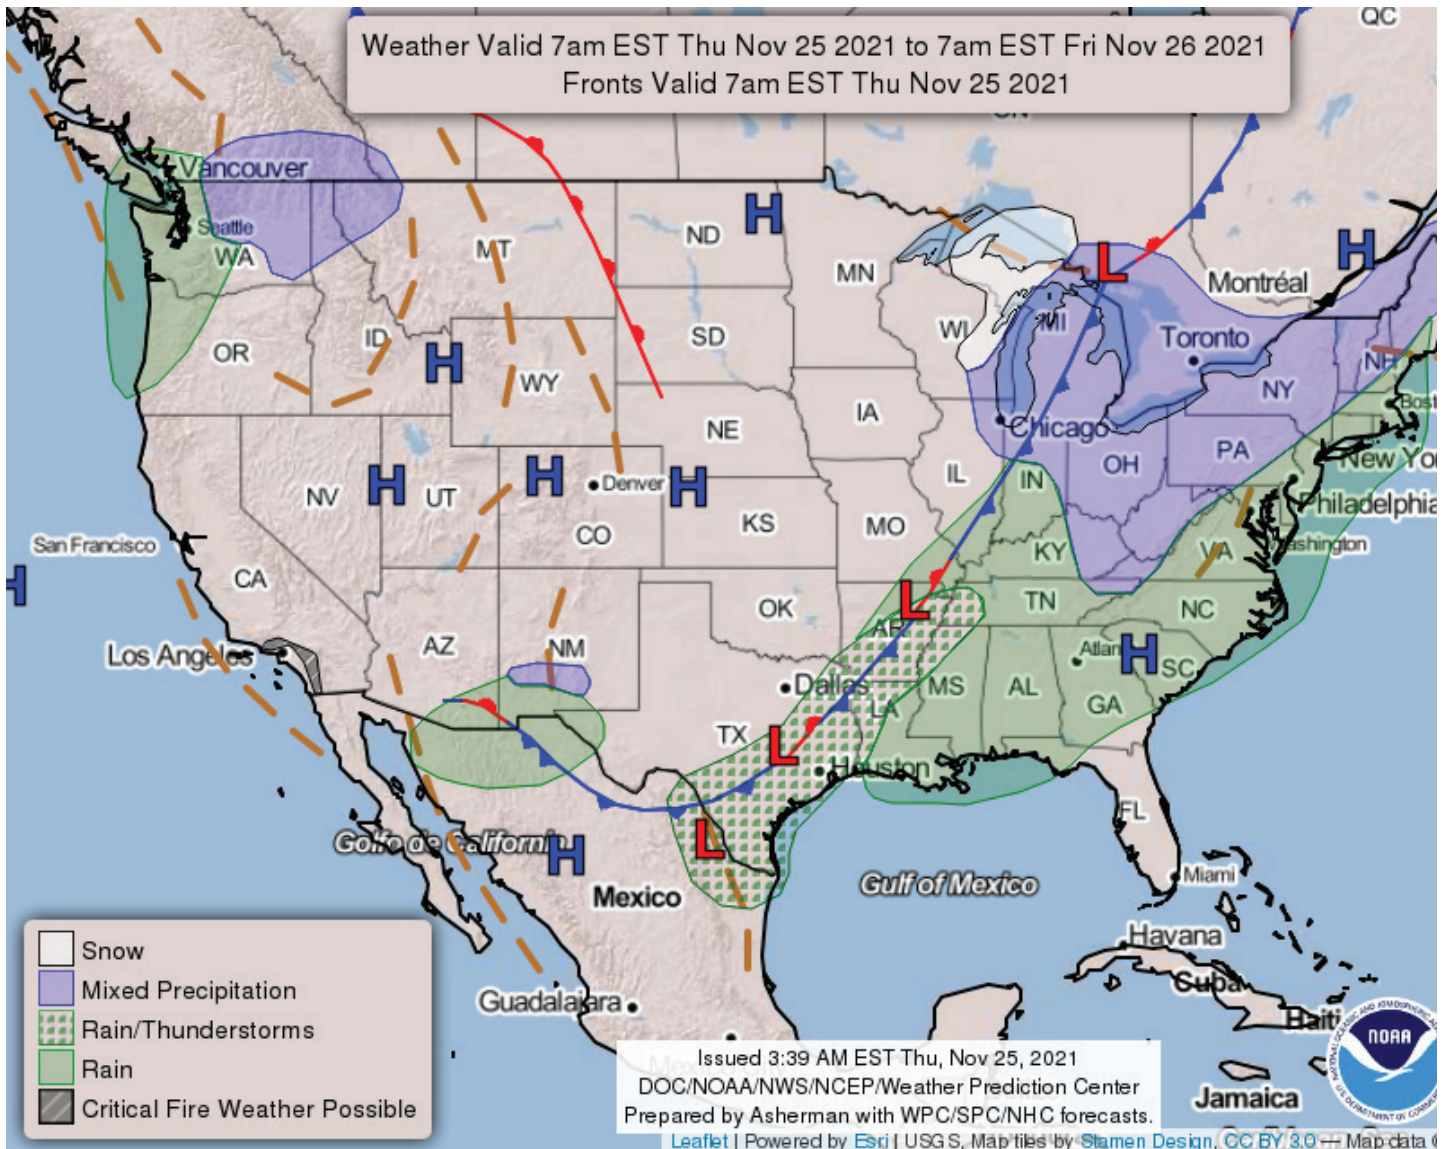 Weather Valid 7am EST Thu Nov 25 2021 to 7am EST Fri Nov 26 2021
Fronts Valid 7am EST Thu Nov 25 2021
QC
Vancouver
Seattle
WA
MT
ND
H
MN
L
H
Montréal
OR
ID
H
WY
SD
WI
MI
Toronto
NH
NY
IA
NE
Chicago
Bost
NV
H
UT
H
Denver
H
IL
IN
OH
PA
New Yo
Philadelphia
San Francisco
CO
KS
MO
KY
VA
ashington
H
CA
AZ
NM
OK
L
AR
TN
NC
Los Angeles
Dallas
LA
MS
AL
Atlan
H
SC
GA
TX
L
Houston
L
FL
Golfo de California
H
Mexico
Gulf of Mexico
Miami
Havana
Cuba
Haiti
Guadalajara
Jamaica
Snow
Mixed Precipitation
Rain/Thunderstorms
Rain
Critical Fire Weather Possible
Issued 3:39 AM EST Thu, Nov 25, 2021
DOC/NOAA/NWS/NCEP/Weather Prediction Center
Prepared by Asherman with WPC/SPC/NHC forecasts.
NOAA
Leaflet | Powered by Esri | USGS, Map tiles by Stamen Design, CC BY 3.0 — Map data ©